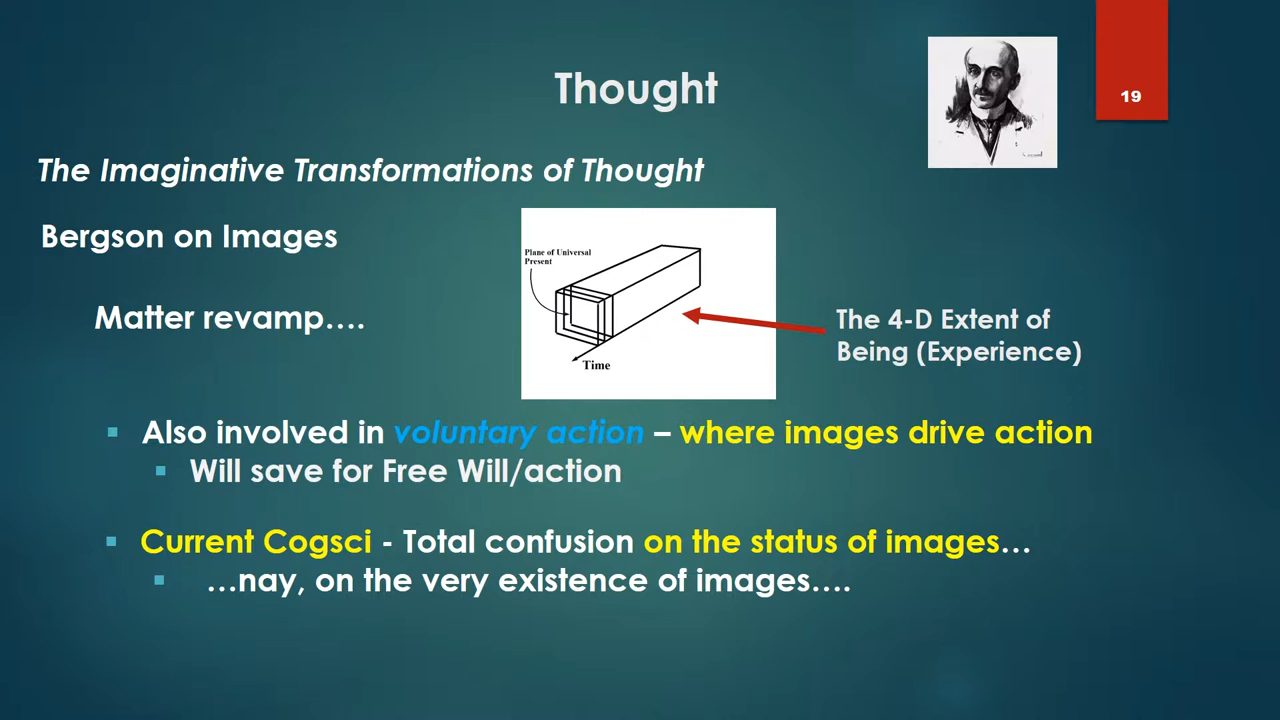 Thought
19
The Imaginative Transformations of Thought
Bergson on Images
Plane of Universal
Present
Matter revamp….
The 4-D Extent of
Being (Experience)
Time
Also involved in voluntary action – where images drive action
Will save for Free Will/action
Current Cogsci - Total confusion on the status of images…
…nay, on the very existence of images….